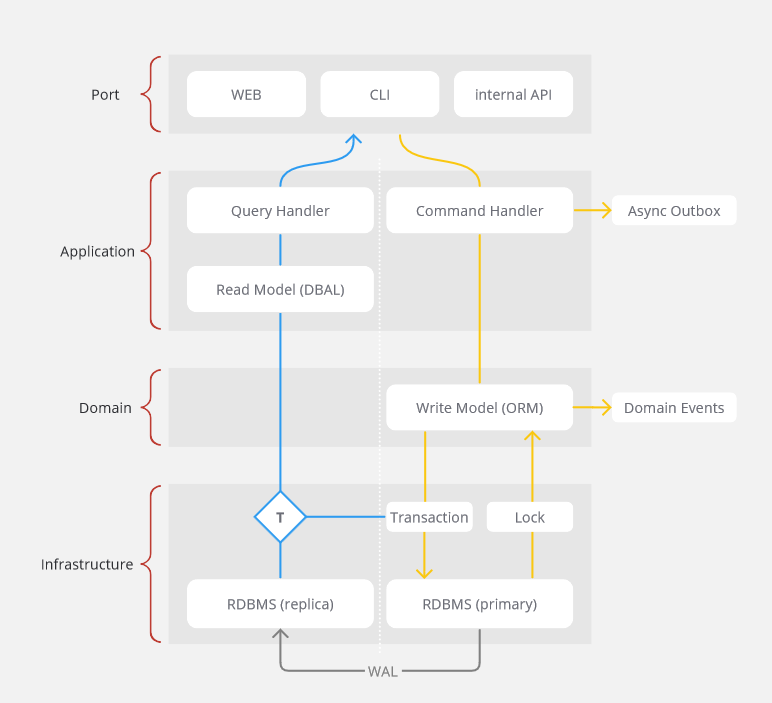 Port
WEB
CLI
internal API
Application
Query Handler
Command Handler
Async Outbox
Read Model (DBAL)
Domain
Write Model (ORM)
Domain Events
Infrastructure
T
Transaction
Lock
RDBMS (replica)
RDBMS (primary)
WAL